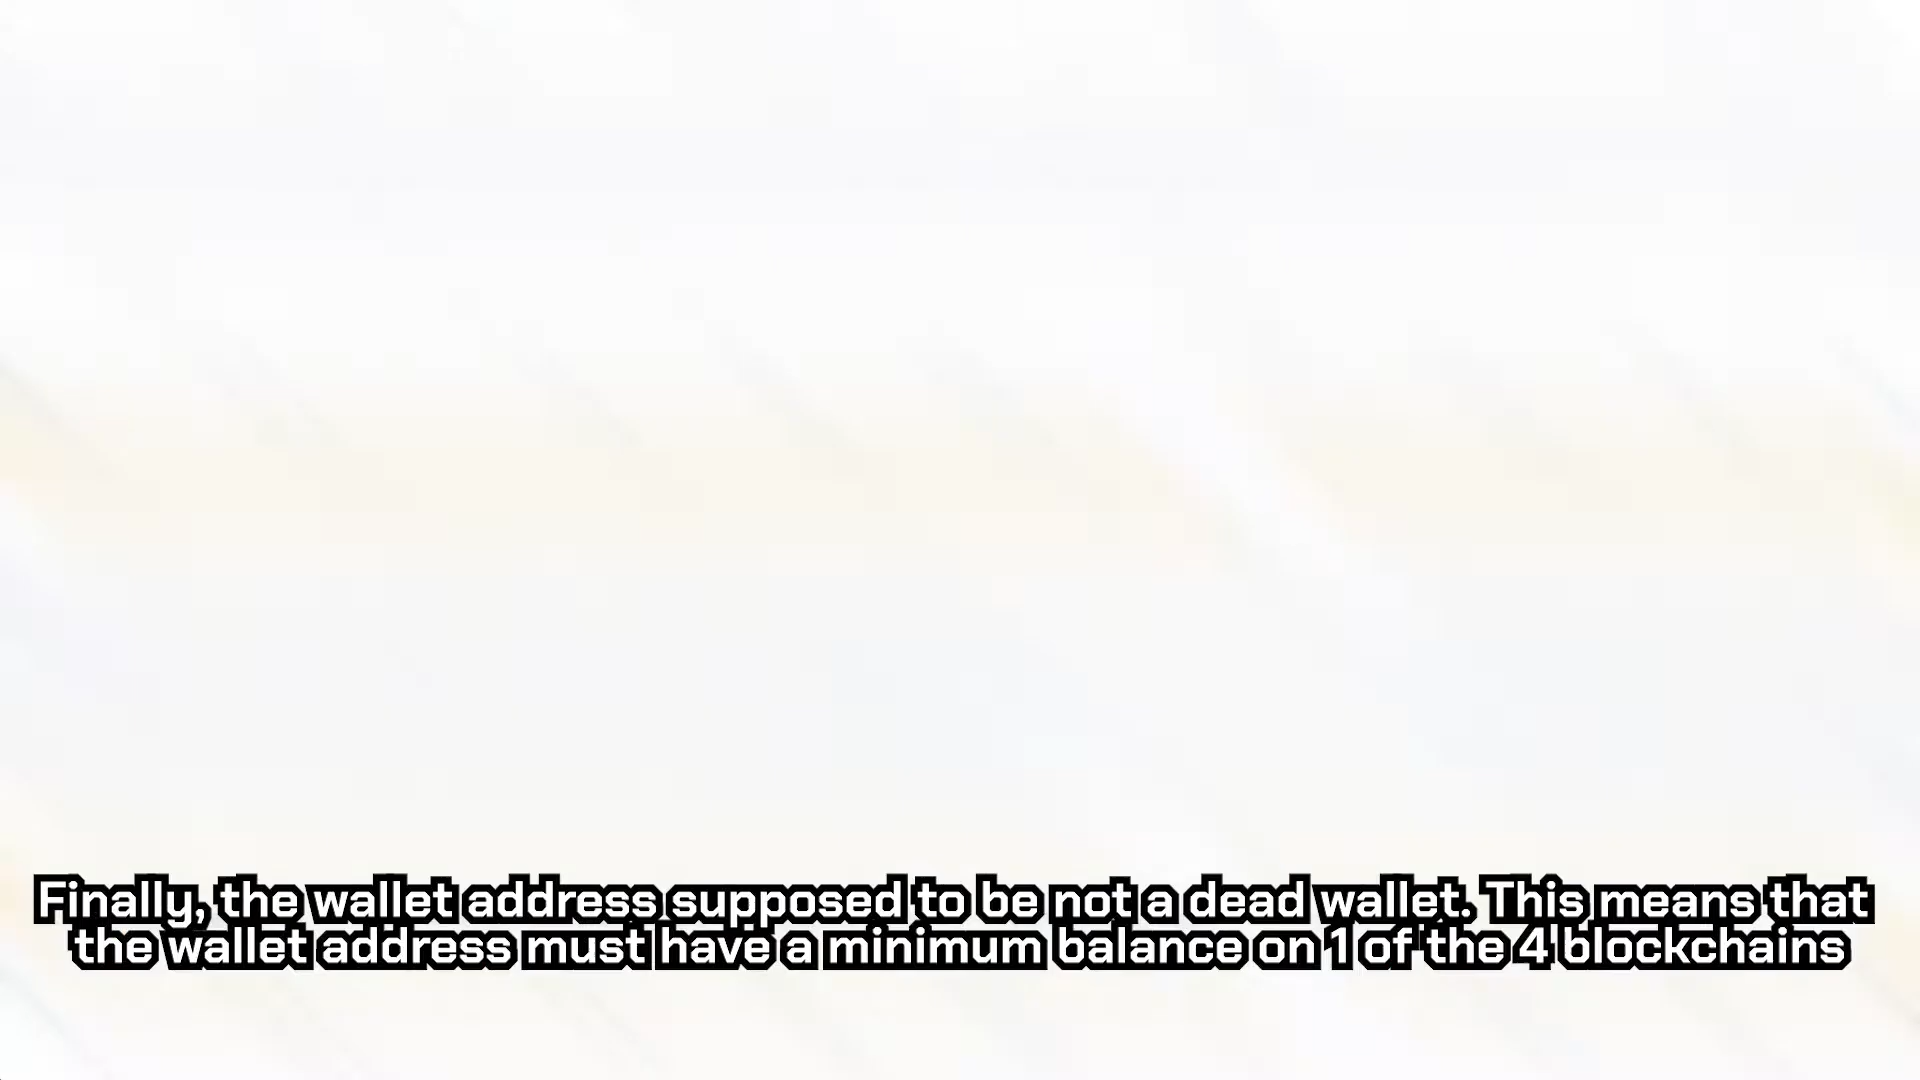 Finally, the wallet address supposed to be not a dead wallet. This means that
the wallet address must have a minimum balance on 1 of the 4 blockchains